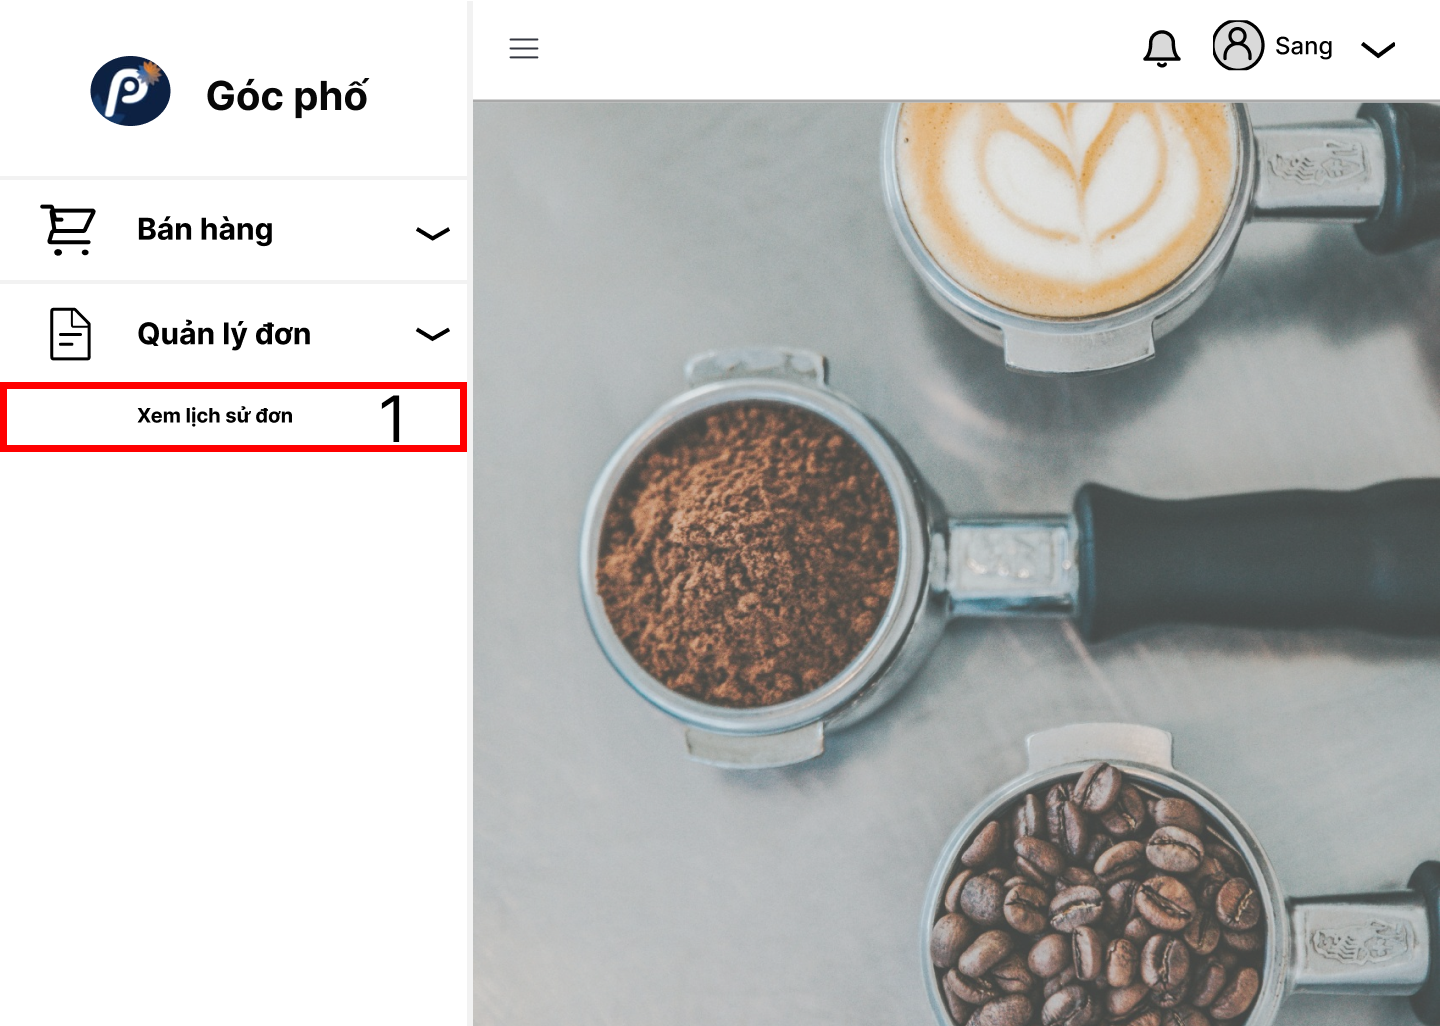 Góc phố
Sang
Bán hàng
Quản lý đơn
Xem lịch sử đơn
1